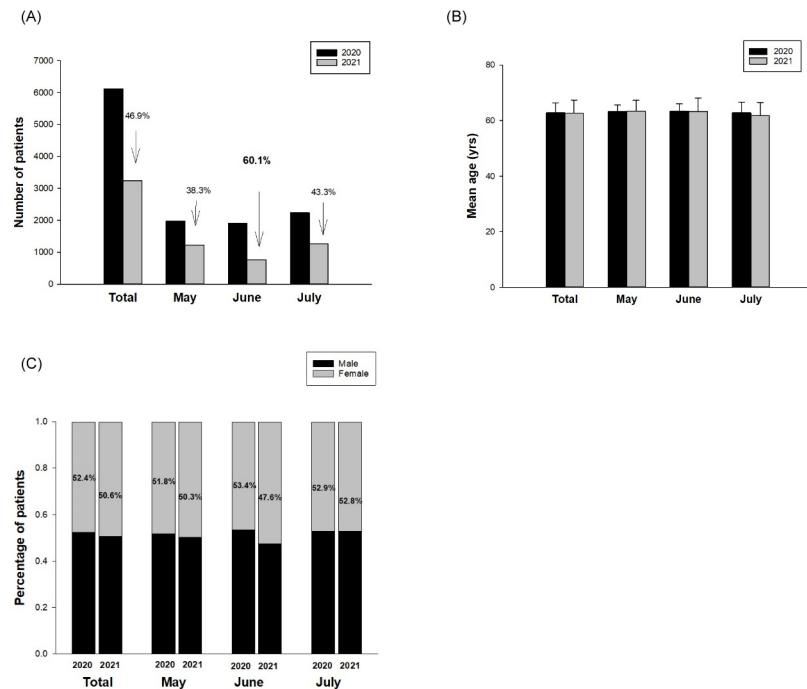 (A)
2020
2021
7000
6000
5000
4000
3000
2000
1000
0
Number of patients
46.9%
38.3%
60.1%
43.3%
Total May June July
(B)
2020
2021
80
60
40
20
0
Mean age (yrs)
Total May June July
(C)
Male
Female
1.0
0.8
0.6
0.4
0.2
0.0
Percentage of patients
52.4% 50.6% 51.8% 50.3% 53.4% 47.6% 52.9% 52.8%
2020 2021 2020 2021 2020 2021 2020 2021
Total May June July